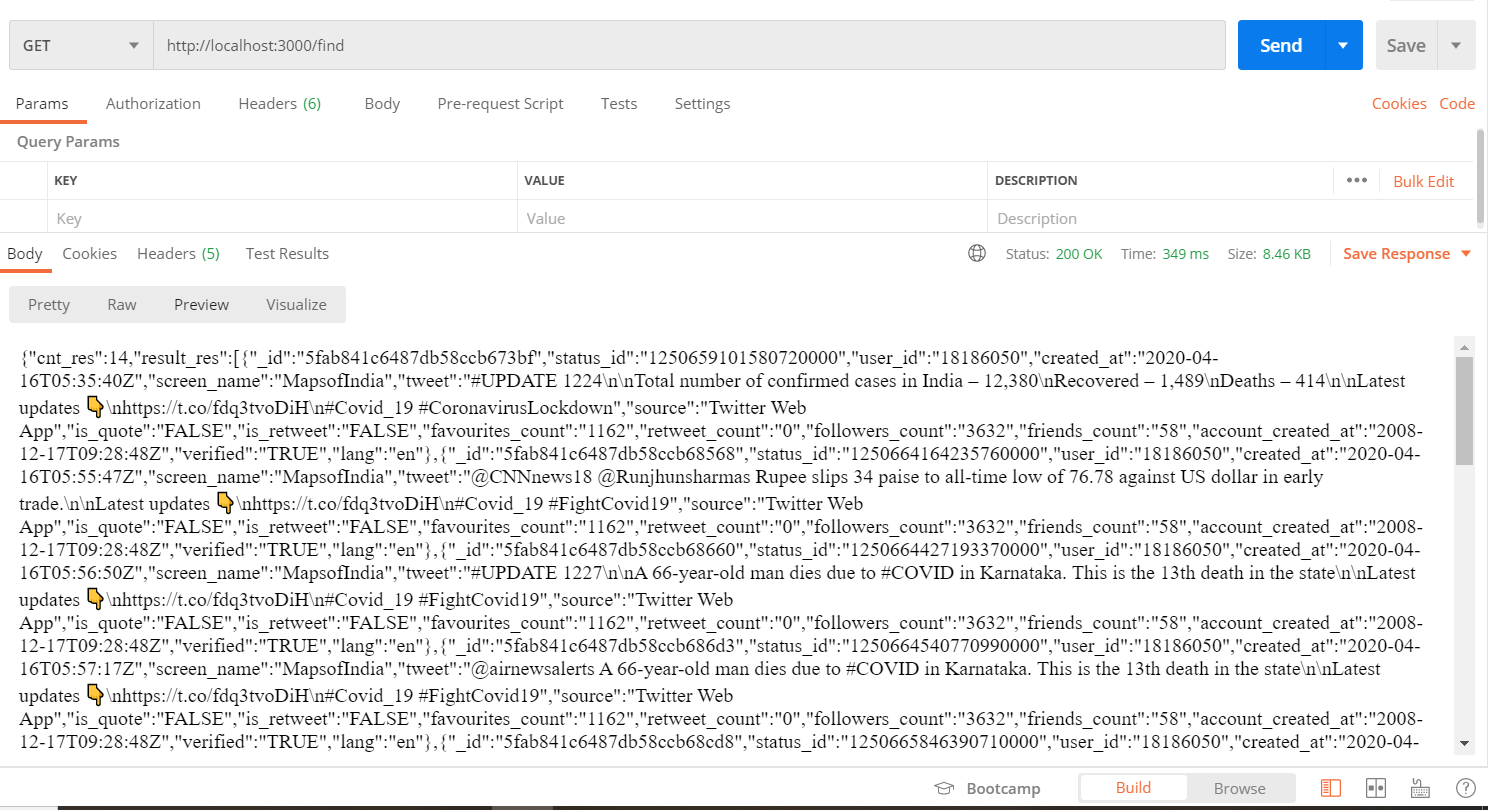 GET http://localhost:3000/find Send Save
Params Authorization Headers (6) Body Pre-request Script Tests Settings Cookies Code
Query Params
KEY VALUE DESCRIPTION ••• Bulk Edit
Key Value Description
Body Cookies Headers (5) Test Results Status: 200 OK Time: 349 ms Size: 8.46 KB Save Response
Pretty Raw Preview Visualize
{"cnt_res":14,"result_res":[{"_id":"5fab841c6487db58ccb673bf","status_id":"1250659101580720000","user_id":"18186050","created_at":"2020-04-
16T05:35:40Z","screen_name":"MapsofIndia","tweet":"#UPDATE 1224\n\nTotal number of confirmed cases in India – 12,380\nRecovered – 1,489\nDeaths – 414\n\nLatest
updates 👇\nhttps://t.co/fdq3tvoDiH\n#Covid_19 #CoronavirusLockdown","source":"Twitter Web
App","is_quote":"FALSE","is_retweet":"FALSE","favourites_count":"1162","retweet_count":"0","followers_count":"3632","friends_count":"58","account_created_at":"2008-
12-17T09:28:48Z","verified":"TRUE","lang":"en"},{"_id":"5fab841c6487db58ccb68568","status_id":"1250664164235760000","user_id":"18186050","created_at":"2020-04-
16T05:55:47Z","screen_name":"MapsofIndia","tweet":"@CNNnews18 @Runjhunsharmas Rupee slips 34 paise to all-time low of 76.78 against US dollar in early
trade.\n\nLatest updates 👇\nhttps://t.co/fdq3tvoDiH\n#Covid_19 #FightCovid19","source":"Twitter Web
App","is_quote":"FALSE","is_retweet":"FALSE","favourites_count":"1162","retweet_count":"0","followers_count":"3632","friends_count":"58","account_created_at":"2008-
12-17T09:28:48Z","verified":"TRUE","lang":"en"},{"_id":"5fab841c6487db58ccb68660","status_id":"1250664427193370000","user_id":"18186050","created_at":"2020-04-
16T05:56:50Z","screen_name":"MapsofIndia","tweet":"#UPDATE 1227\n\nA 66-year-old man dies due to #COVID in Karnataka. This is the 13th death in the state\n\nLatest
updates 👇\nhttps://t.co/fdq3tvoDiH\n#Covid_19 #FightCovid19","source":"Twitter Web
App","is_quote":"FALSE","is_retweet":"FALSE","favourites_count":"1162","retweet_count":"0","followers_count":"3632","friends_count":"58","account_created_at":"2008-
12-17T09:28:48Z","verified":"TRUE","lang":"en"},{"_id":"5fab841c6487db58ccb686d3","status_id":"1250664540770990000","user_id":"18186050","created_at":"2020-04-
16T05:57:17Z","screen_name":"MapsofIndia","tweet":"@airnewsalerts A 66-year-old man dies due to #COVID in Karnataka. This is the 13th death in the state\n\nLatest
updates 👇\nhttps://t.co/fdq3tvoDiH\n#Covid_19 #FightCovid19","source":"Twitter Web
App","is_quote":"FALSE","is_retweet":"FALSE","favourites_count":"1162","retweet_count":"0","followers_count":"3632","friends_count":"58","account_created_at":"2008-
12-17T09:28:48Z","verified":"TRUE","lang":"en"},{"_id":"5fab841c6487db58ccb68cd8","status_id":"1250665846390710000","user_id":"18186050","created_at":"2020-04-
Bootcamp Build Browse ?